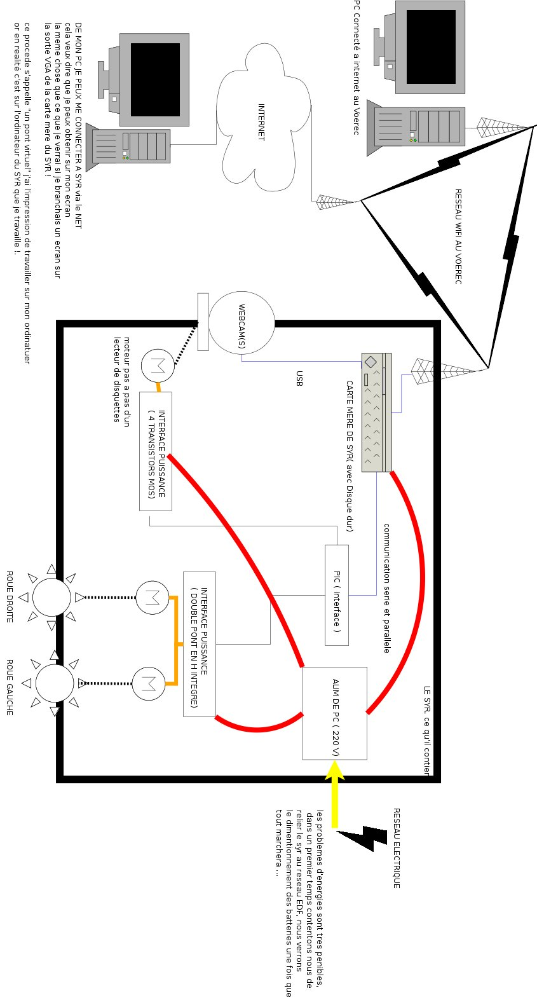 PC Connecté a internet au Voerec
RESEAU WIFI AU VOEREC
INTERNET
DE MON PC JE PEUX ME CONNECTER A SYR via le NET
cela veux dire que je peux obtenir sur mon ecran
la meme chose que ce que je verrai si je branchais un ecran sur
la sortie VGA de la carte mere du SYR !
ce procede s'appelle "un pont virtuel" j'ai l'impression de travailler sur mon ordinatuer
or en realité c'est sur l'ordinateur du SYR que je travaille !.
WEBCAM(S)
USB
CARTE MERE DE SYR( avec Disque dur)
moteur pas a pas d'un
lecteur de disquettes
M
INTERFACE PUISSANCE
( 4 TRANSISTORS MOS)
communication serie et parallele
PIC ( interface )
INTERFACE PUISSANCE
( DOUBLE PONT EN H INTEGRE)
M
M
ROUE DROITE
ROUE GAUCHE
LE SYR, ce qu'il contien
ALIM DE PC ( 220 V)
RESEAU ELECTRIQUE
les problemes d'energies sont tres penibles,
dans un premier temps contentons nous de
relier le syr au reseau EDF, nous verrons
le dimentionnement des batteries une fois que
tout marchera ...